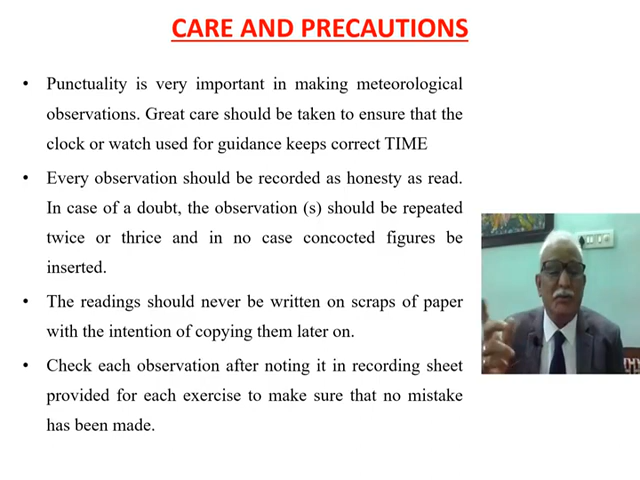 CARE AND PRECAUTIONS
• Punctuality is very important in making meteorological
observations. Great care should be taken to ensure that the
clock or watch used for guidance keeps correct TIME
• Every observation should be recorded as honesty as read.
In case of a doubt, the observation (s) should be repeated
twice or thrice and in no case concocted figures be
inserted.
• The readings should never be written on scraps of paper
with the intention of copying them later on.
• Check each observation after noting it in recording sheet
provided for each exercise to make sure that no mistake
has been made.